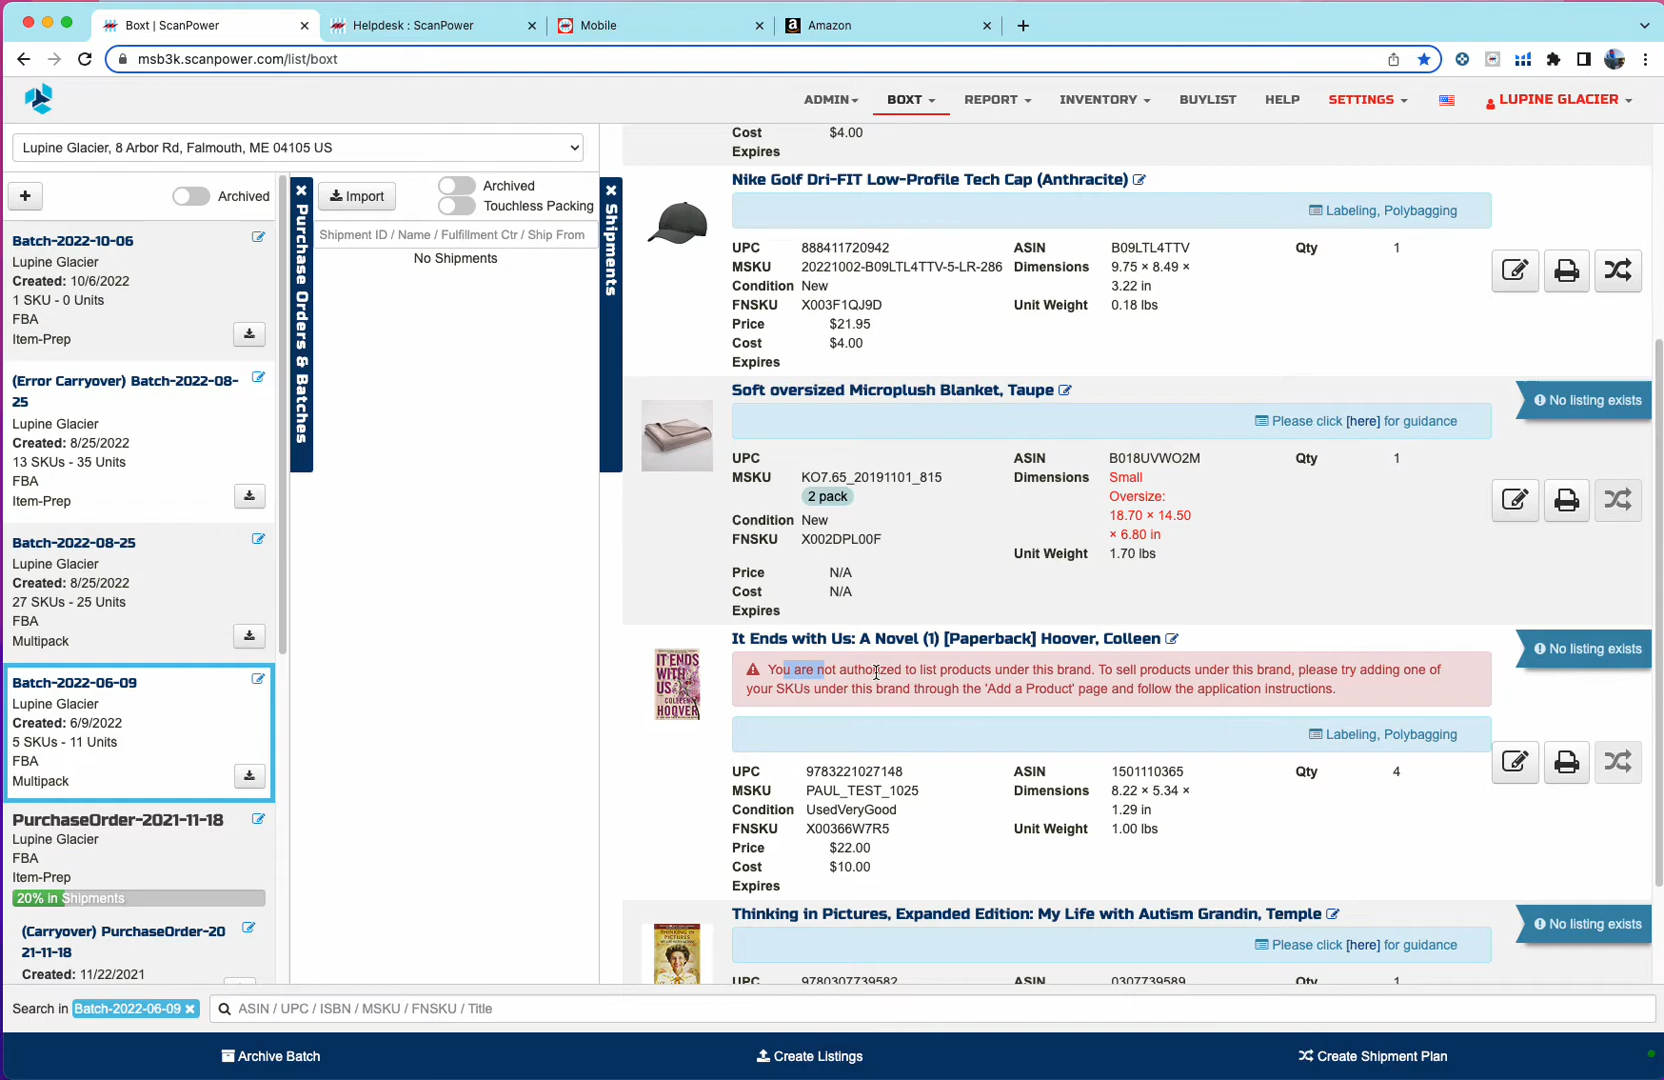 Boxt | ScanPower
Helpdesk : ScanPower
Mobile
Amazon
msb3k.scanpower.com/list/boxt
ADMIN
BOXT
REPORT
INVENTORY
BUYLIST
HELP
SETTINGS
LUPINE GLACIER
Lupine Glacier, 8 Arbor Rd, Falmouth, ME 04105 US
Archived
Batch-2022-10-06
Lupine Glacier
Created: 10/6/2022
1 SKU - 0 Units
FBA
Item-Prep
(Error Carryover) Batch-2022-08-
25
Lupine Glacier
Created: 8/25/2022
13 SKUs - 35 Units
FBA
Item-Prep
Batch-2022-08-25
Lupine Glacier
Created: 8/25/2022
27 SKUs - 25 Units
FBA
Multipack
Batch-2022-06-09
Lupine Glacier
Created: 6/9/2022
5 SKUs - 11 Units
FBA
Multipack
PurchaseOrder-2021-11-18
Lupine Glacier
FBA
Item-Prep
20% In Shipments
(Carryover) PurchaseOrder-20
21-11-18
Created: 11/22/2021
Purchase Orders & Batches
Import
Archived
Touchless Packing
Shipment ID / Name / Fulfillment Ctr / Ship From
No Shipments
Shipments
Cost $4.00
Expires
Nike Golf Dri-FIT Low-Profile Tech Cap (Anthracite)
Labeling, Polybagging
UPC 888411720942 ASIN B09LTL4TTV Qty 1
MSKU 20221002-B09LTL4TTV-5-LR-286 Dimensions 9.75 × 8.49 ×
Condition New 3.22 in
FNSKU X003F1QJ9D Unit Weight 0.18 lbs
Price $21.95
Cost $4.00
Expires
Soft oversized Microplush Blanket, Taupe
No listing exists
Please click [here] for guidance
UPC ASIN B018UVWO2M Qty 1
MSKU KO7.65_20191101_815 Dimensions Small
2 pack Oversize:
18.70 × 14.50
Condition New × 6.80 in
FNSKU X002DPL00F Unit Weight 1.70 lbs
Price N/A
Cost N/A
Expires
It Ends with Us: A Novel (1) [Paperback] Hoover, Colleen
No listing exists
IT ENDS
WITH
US
COLLEEN
HOOVER
You are not authorized to list products under this brand. To sell products under this brand, please try adding one of
your SKUs under this brand through the 'Add a Product' page and follow the application instructions.
Labeling, Polybagging
UPC 9783221027148 ASIN 1501110365 Qty 4
MSKU PAUL_TEST_1025 Dimensions 8.22 × 5.34 ×
Condition UsedVeryGood 1.29 in
FNSKU X00366W7R5 Unit Weight 1.00 lbs
Price $22.00
Cost $10.00
Expires
Thinking in Pictures, Expanded Edition: My Life with Autism Grandin, Temple
No listing exists
THINKING IN
PICTURES
Please click [here] for guidance
UPC 9780307739582 ASIN 0307739589 Qty 1
Search in Batch-2022-06-09 × ASIN / UPC / ISBN / MSKU / FNSKU / Title
Archive Batch
Create Listings
Create Shipment Plan